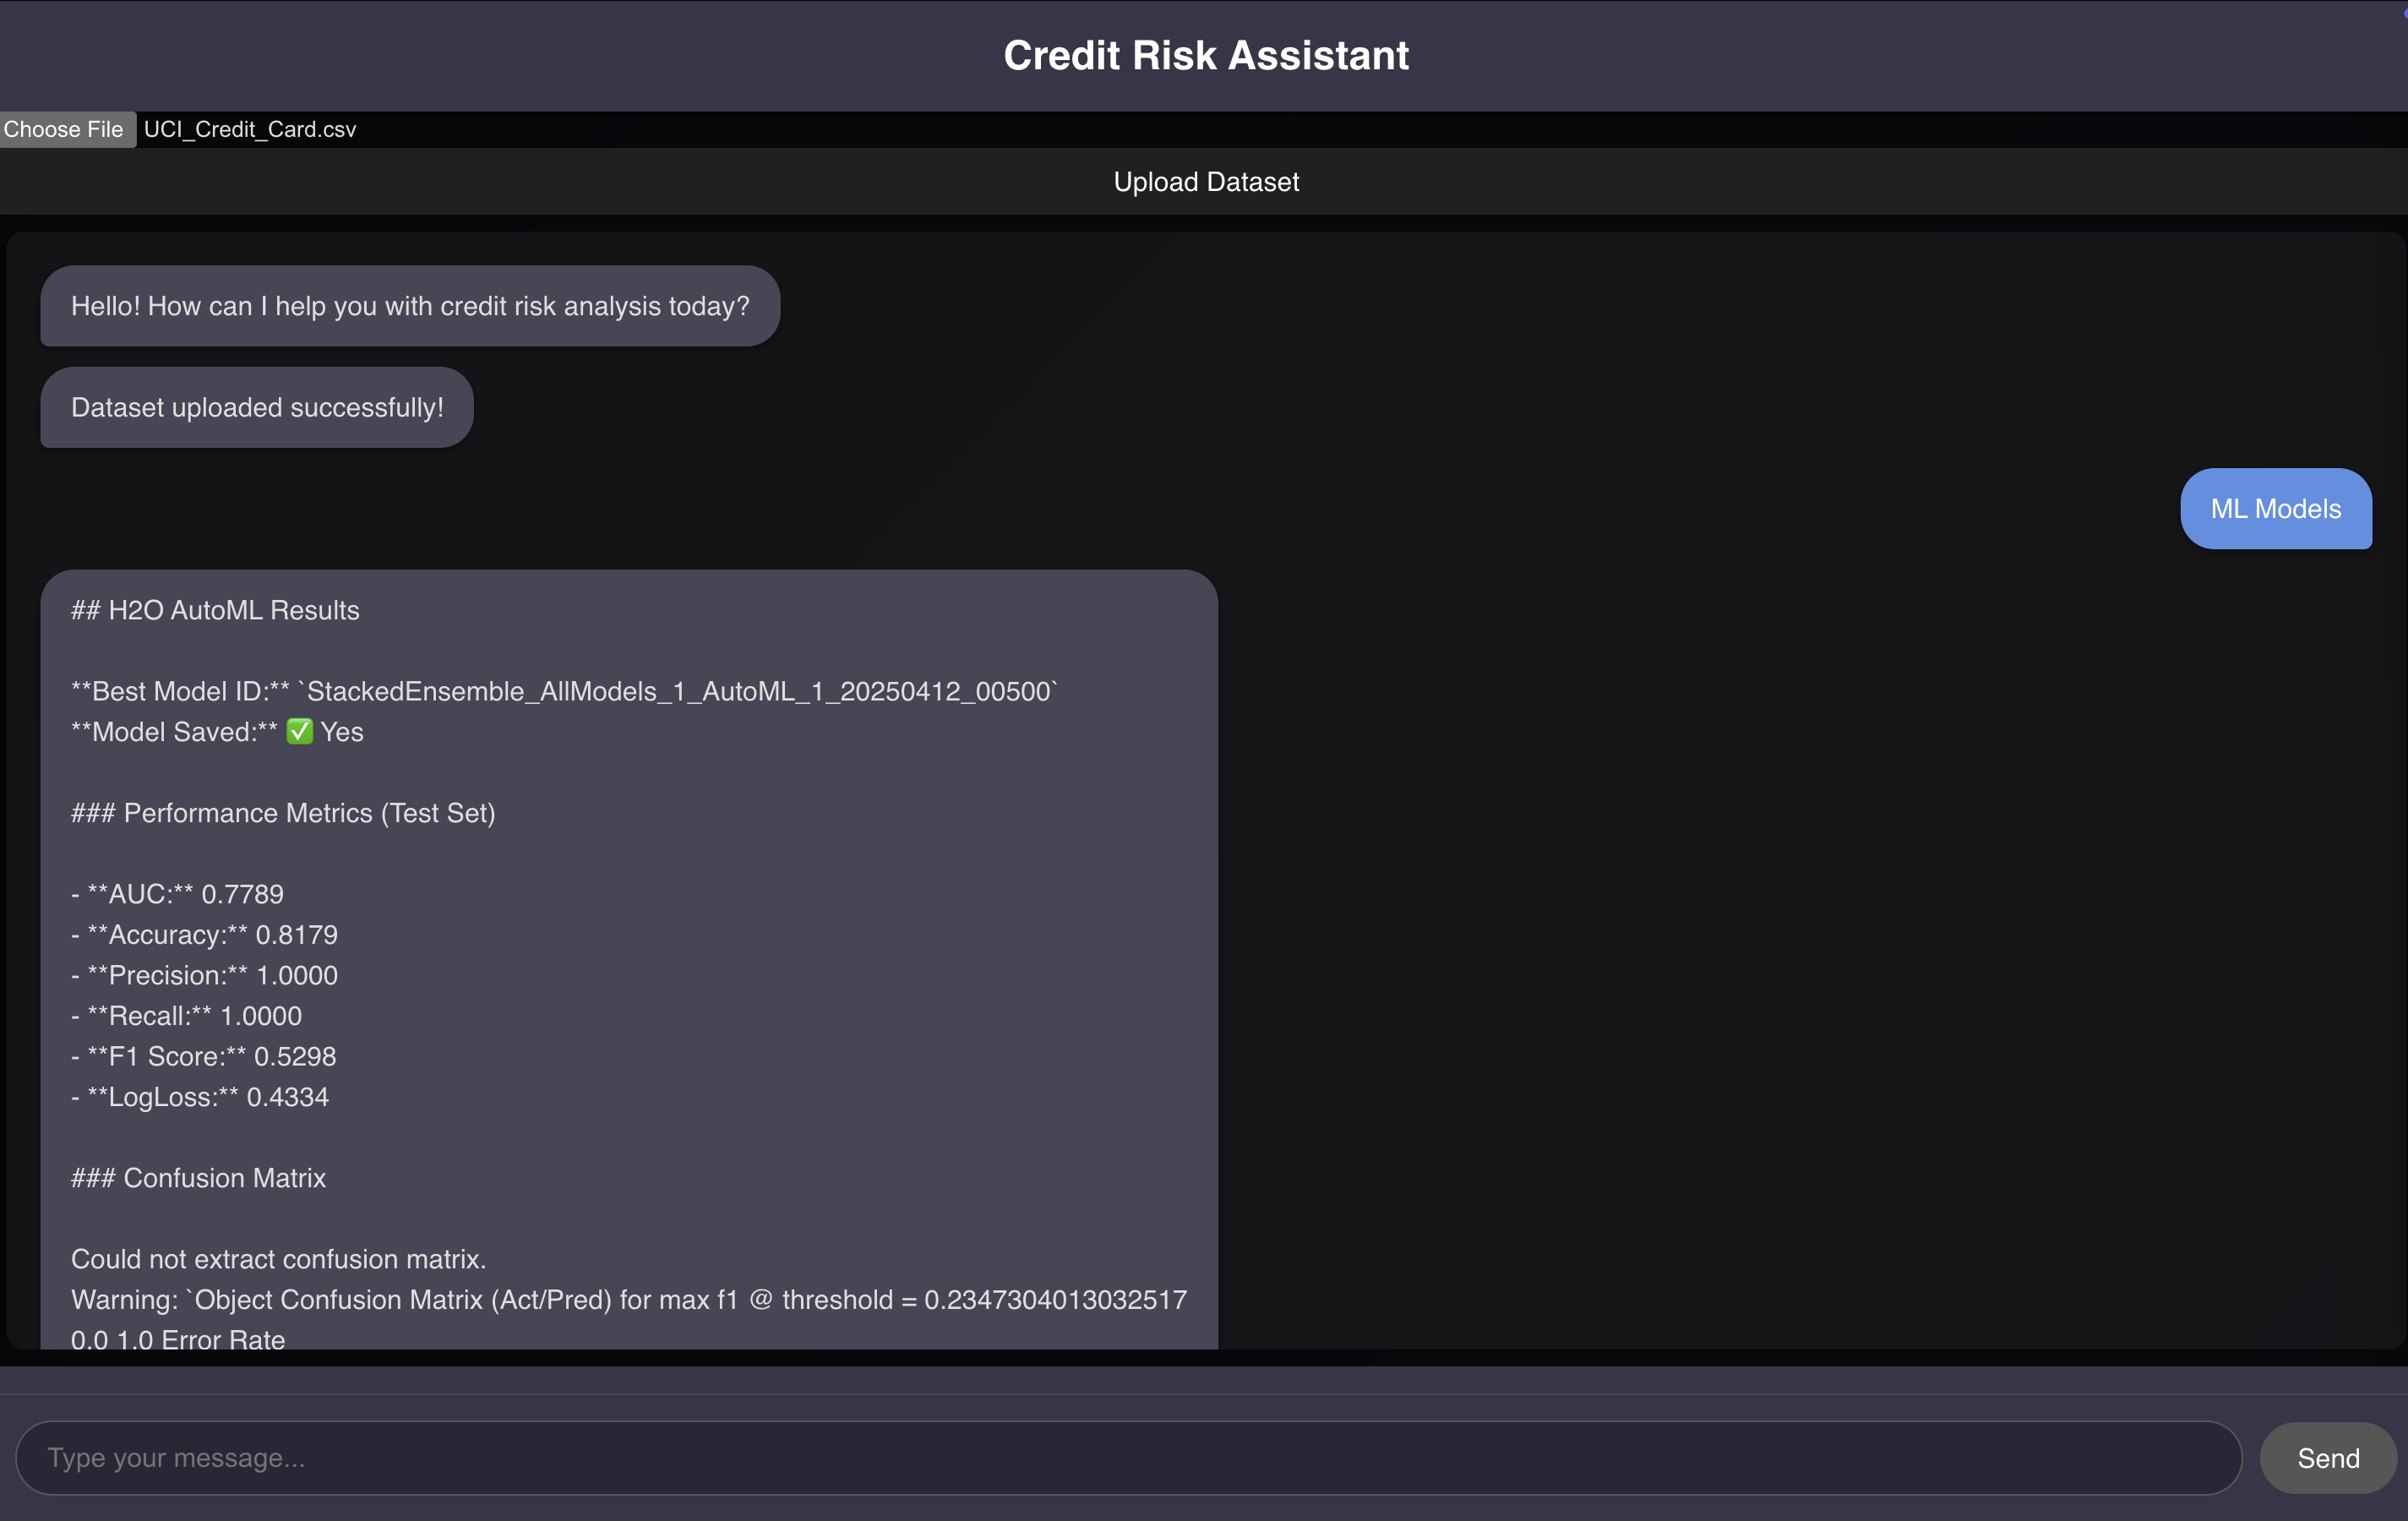 Credit Risk Assistant
Choose File UCI_Credit_Card.csv
Upload Dataset
Hello! How can I help you with credit risk analysis today?
Dataset uploaded successfully!
ML Models
## H2O AutoML Results
**Best Model ID:** `StackedEnsemble_AllModels_1_AutoML_1_20250412_00500`
**Model Saved:** ✅ Yes
### Performance Metrics (Test Set)
- **AUC:** 0.7789
- **Accuracy:** 0.8179
- **Precision:** 1.0000
- **Recall:** 1.0000
- **F1 Score:** 0.5298
- **LogLoss:** 0.4334
### Confusion Matrix
Could not extract confusion matrix.
Warning: `Object Confusion Matrix (Act/Pred) for max f1 @ threshold = 0.2347304013032517
0.0 1.0 Error Rate
Type your message...
Send